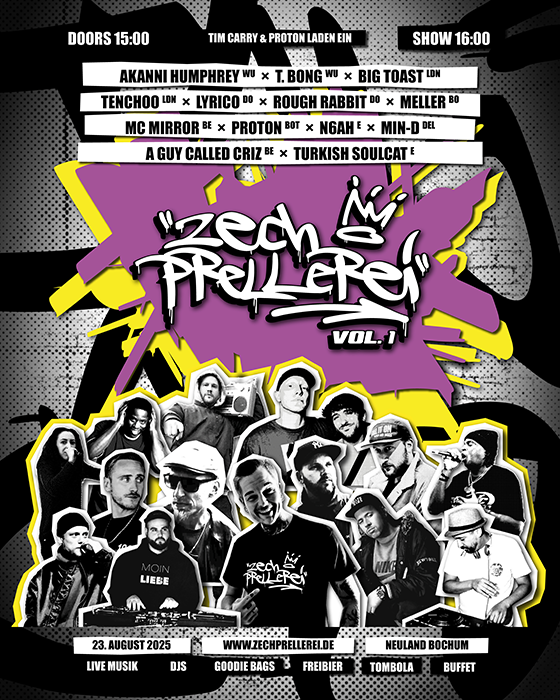 DOORS 15:00
TIM CARRY & PROTON LADEN EIN
SHOW 16:00
AKANNI HUMPHREY WU × T. BONG WU × BIG TOAST LDN
TENCHOO LDN × LYRICO DO × ROUGH RABBIT DO × MELLER BO
MC MIRROR BE × PROTON BOT × N6AH E × MIN-D DEL
A GUY CALLED CRIZ BE × TURKISH SOULCAT E
"ZECH
PRELLEREI"
VOL. 1
MOIN
LIEBE
ZECH
PRELLEREI
23. AUGUST 2025
WWW.ZECHPRELLEREI.DE
NEULAND BOCHUM
LIVE MUSIK
DJS
GOODIE BAGS
FREIBIER
TOMBOLA
BUFFET